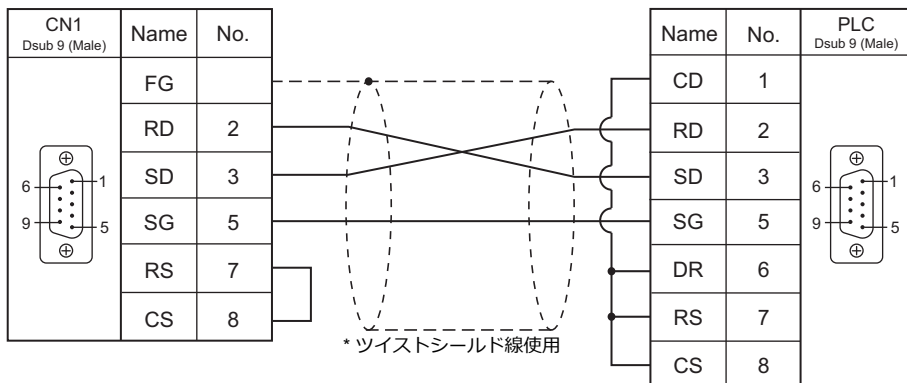 CN1
Dsub 9 (Male)
Name
No.
FG
RD
2
SD
3
SG
5
RS
7
CS
8
6
1
9
5
* ツイストシールド線使用
Name
No.
PLC
Dsub 9 (Male)
CD
1
RD
2
SD
3
SG
5
DR
6
RS
7
CS
8
6
1
9
5